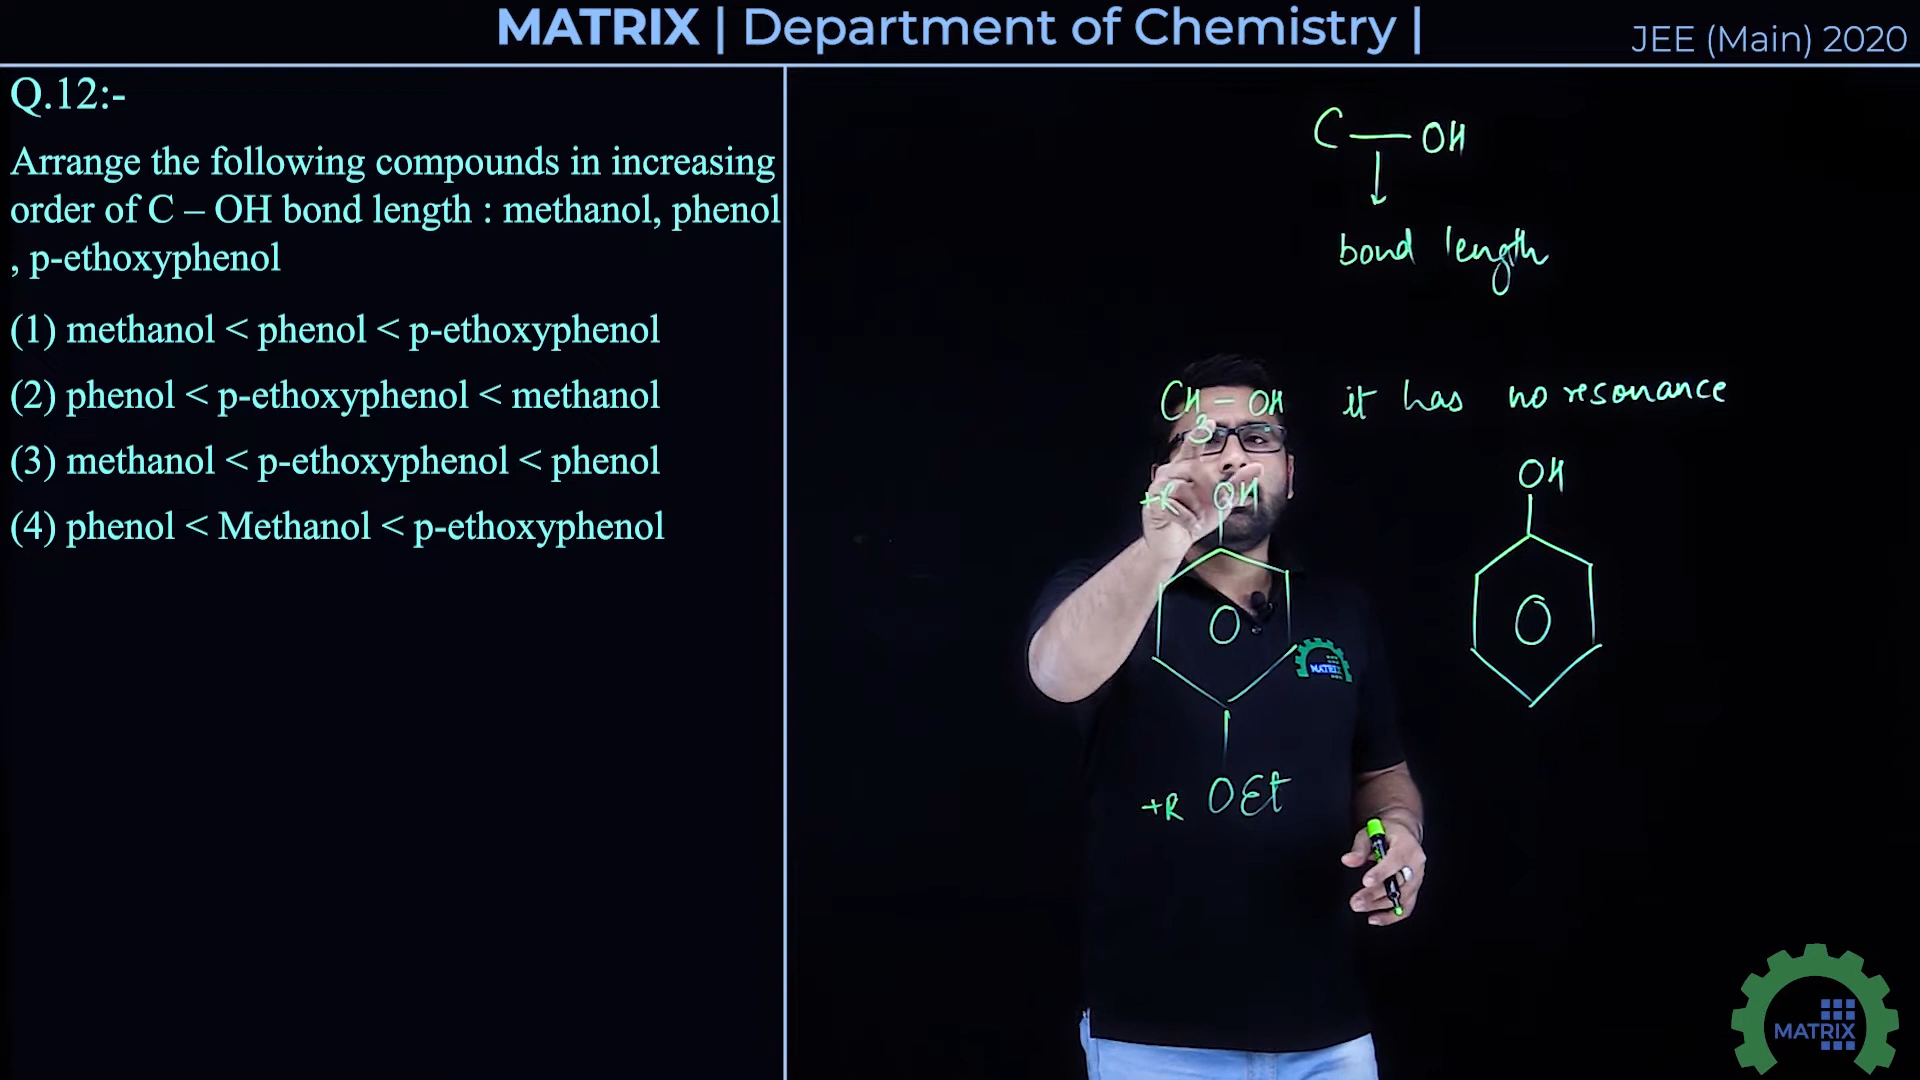 MATRIX | Department of Chemistry |
JEE (Main) 2020
Q.12:-
Arrange the following compounds in increasing
order of C – OH bond length : methanol, phenol
, p-ethoxyphenol
(1) methanol < phenol < p-ethoxyphenol
(2) phenol < p-ethoxyphenol < methanol
(3) methanol < p-ethoxyphenol < phenol
(4) phenol < Methanol < p-ethoxyphenol
C — OH
bond length
CH3 – OH it has no resonance
OH
+R OH
+R OEt
MATRIX
MATRIX